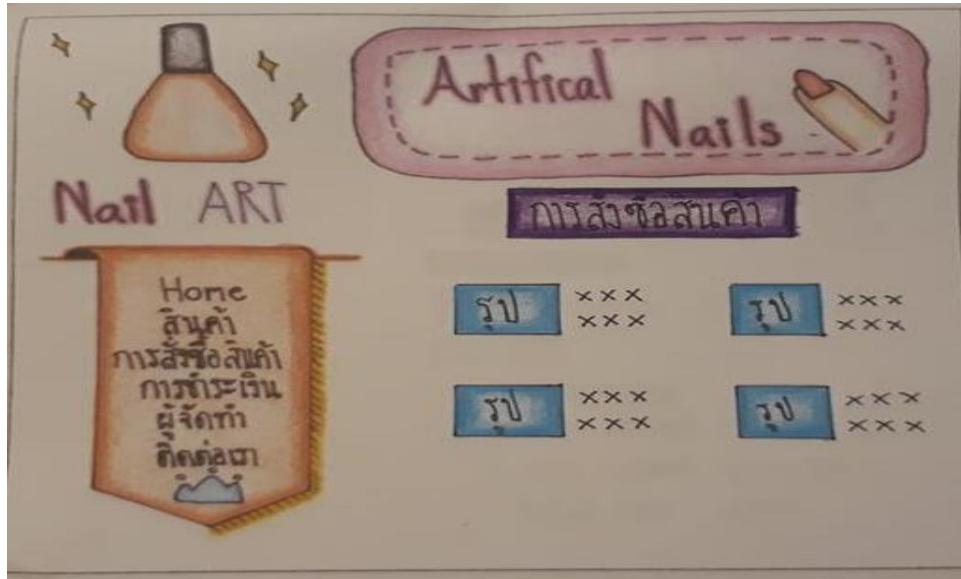 Artifical
Nails
Nail ART
การสั่งซื้อสินค้า
Home
สินค้า
การสั่งซื้อสินค้า
การชำระเงิน
ผู้จัดทำ
ติดต่อเรา
รูป ××× รูป ×××
××× ×××
รูป ××× รูป ×××
××× ×××